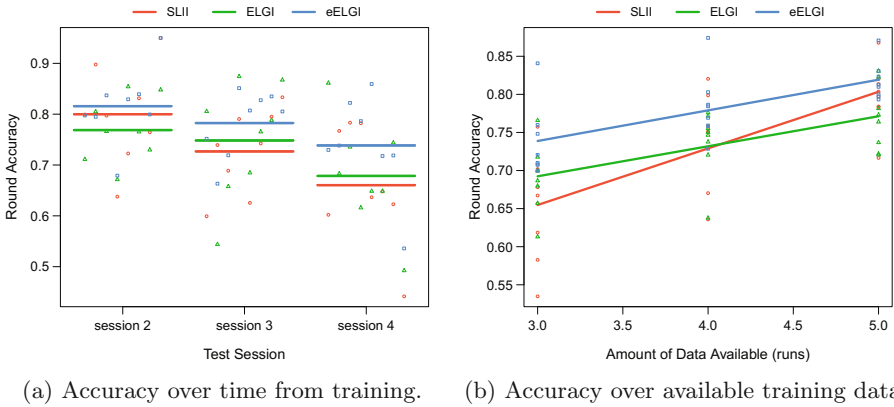 SLII ELGI eELGI
0.9
0.8
0.7
0.6
0.5
Round Accuracy
session 2 session 3 session 4
Test Session
(a) Accuracy over time from training.
SLII ELGI eELGI
0.85
0.80
0.75
0.70
0.65
0.60
0.55
Round Accuracy
3.0 3.5 4.0 4.5 5.0
Amount of Data Available (runs)
(b) Accuracy over available training data